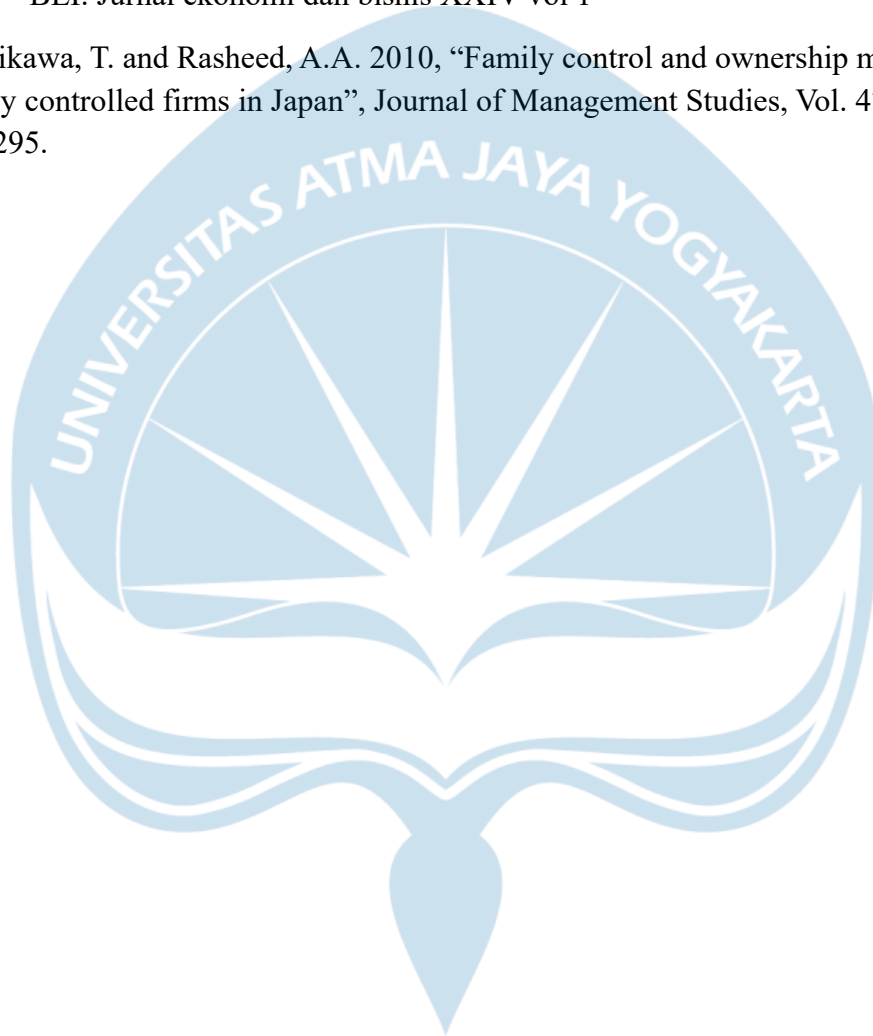 BEI. Jurnal ekonomi dan bisnis XXIV vol 1
ikawa, T. and Rasheed, A.A. 2010, “Family control and ownership m
y controlled firms in Japan”, Journal of Management Studies, Vol. 4
295.
UNIVERSITAS ATMA JAYA YOGYAKARTA